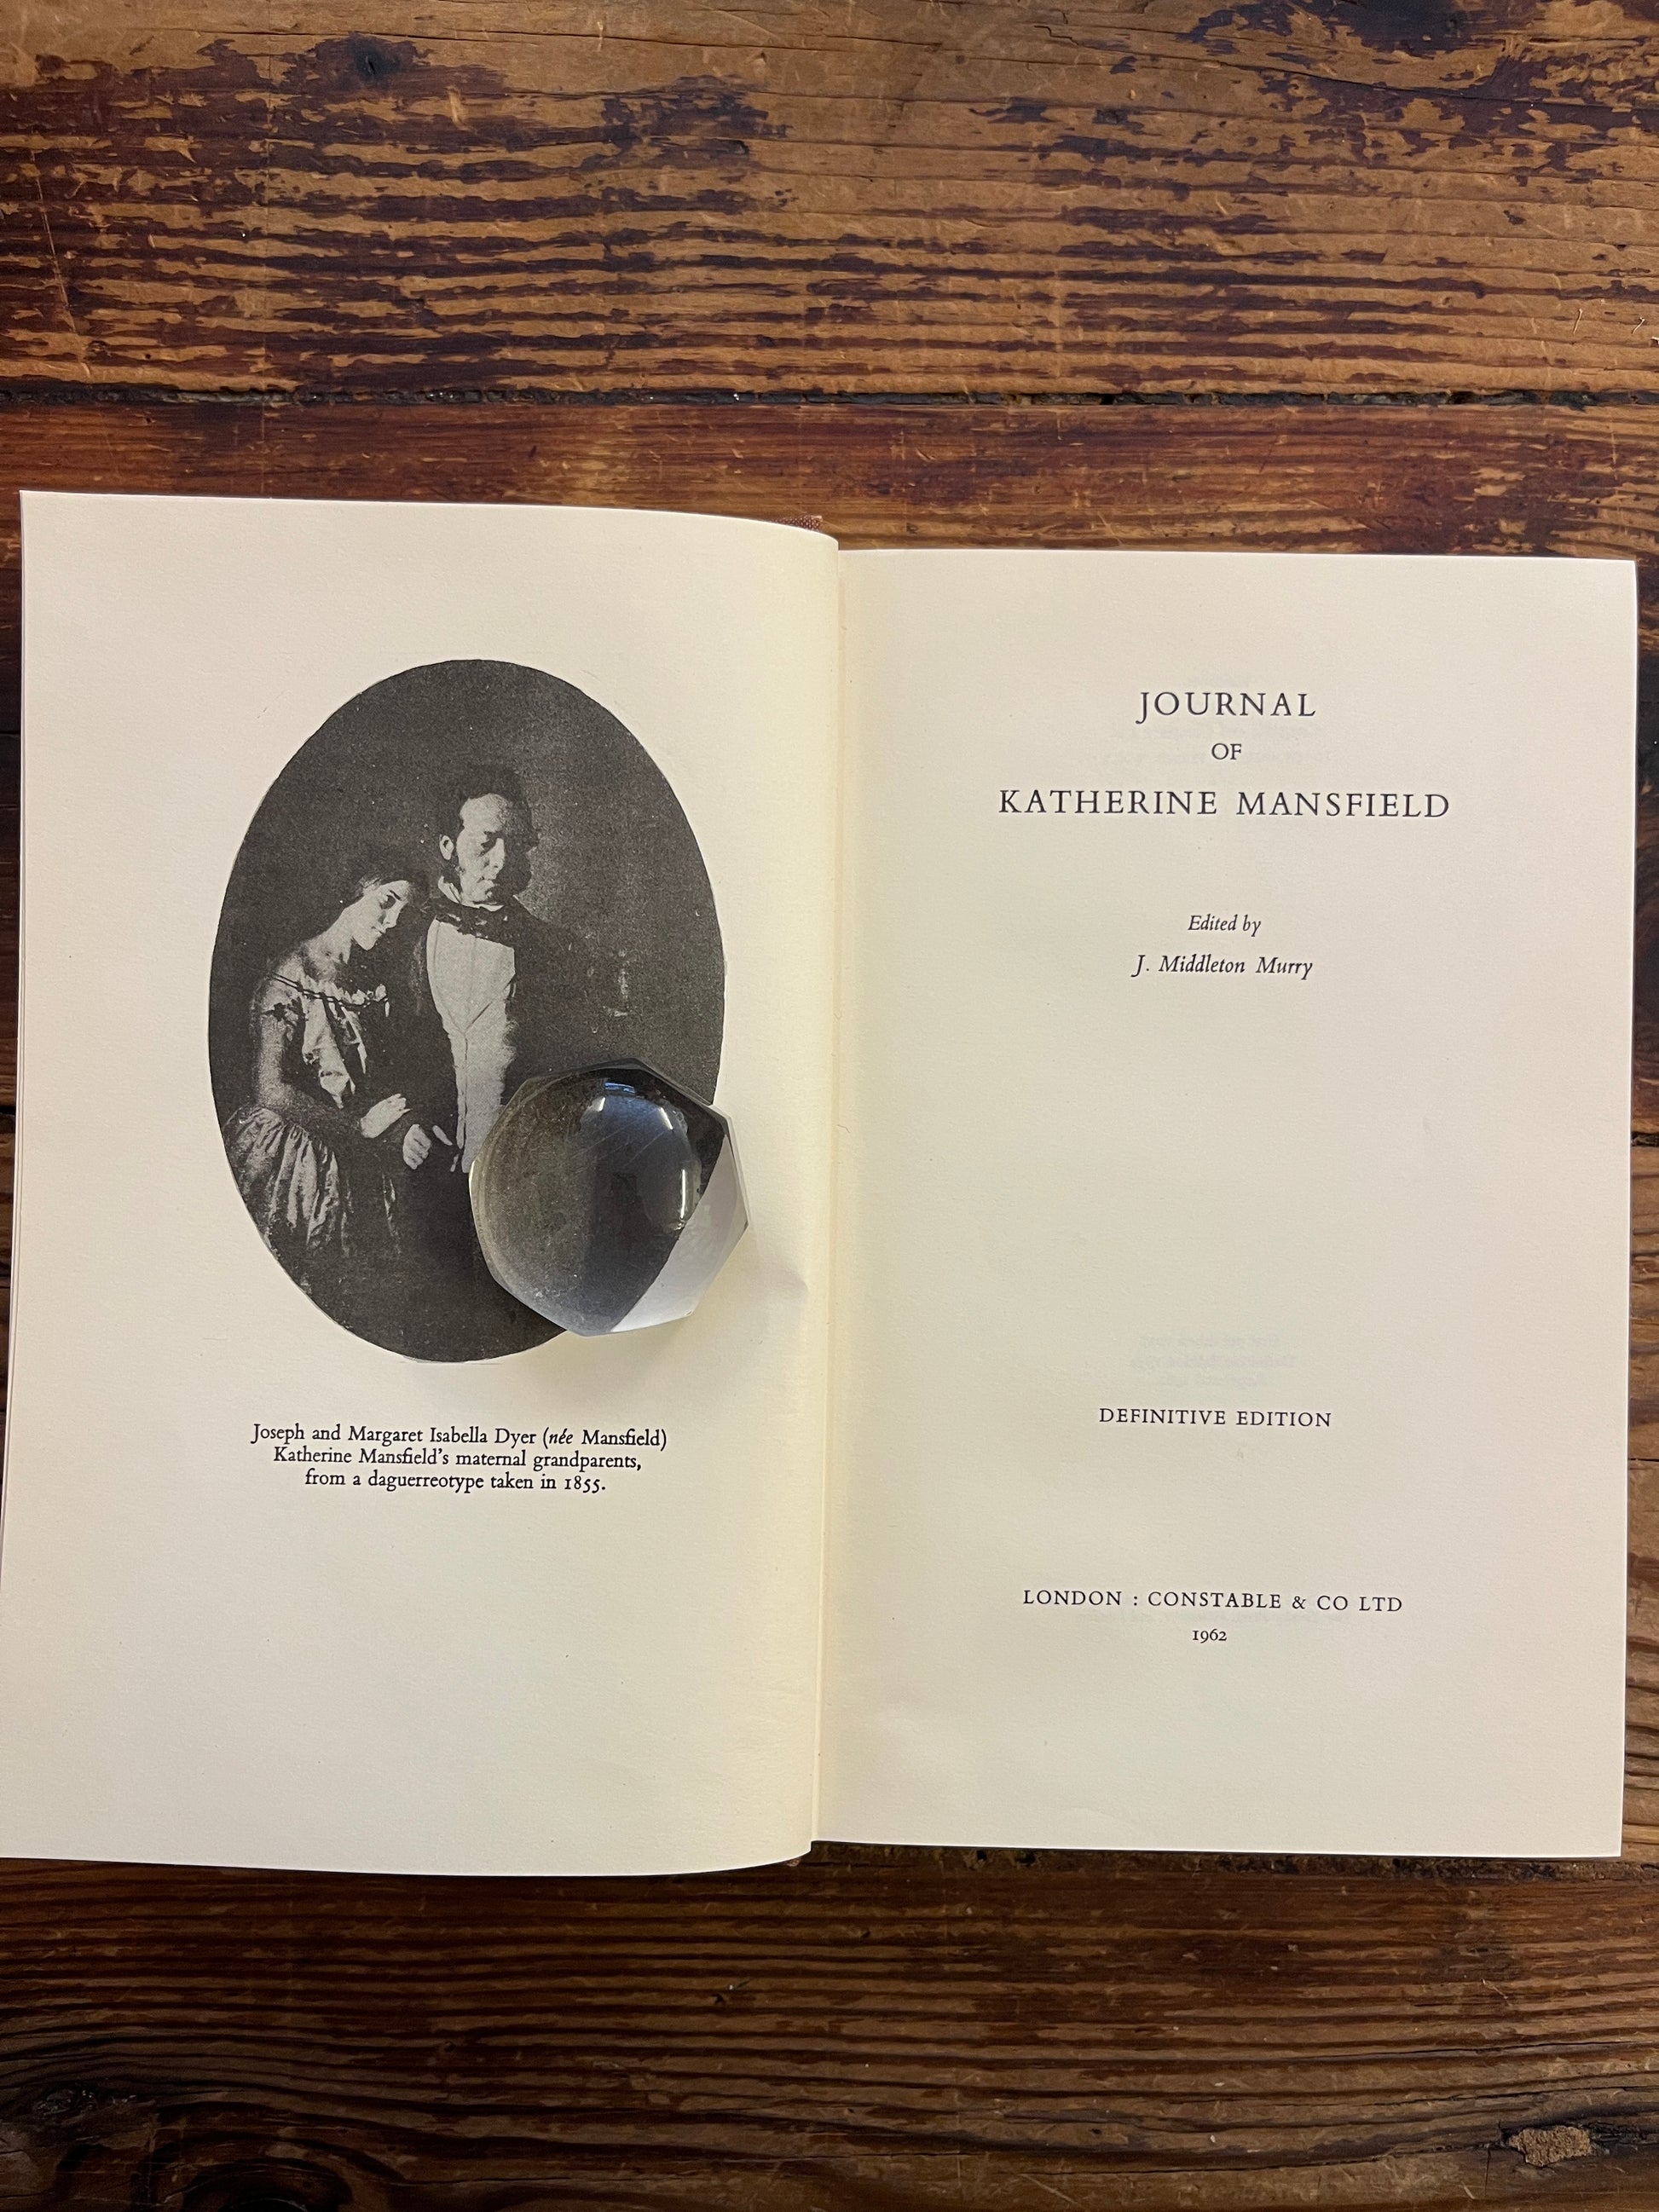 Joseph and Margaret Isabella Dyer (née Mansfield)
Katherine Mansfield's maternal grandparents,
from a daguerreotype taken in 1855.
JOURNAL
OF
KATHERINE MANSFIELD
Edited by
J. Middleton Murry
DEFINITIVE EDITION
LONDON : CONSTABLE & CO LTD
1962